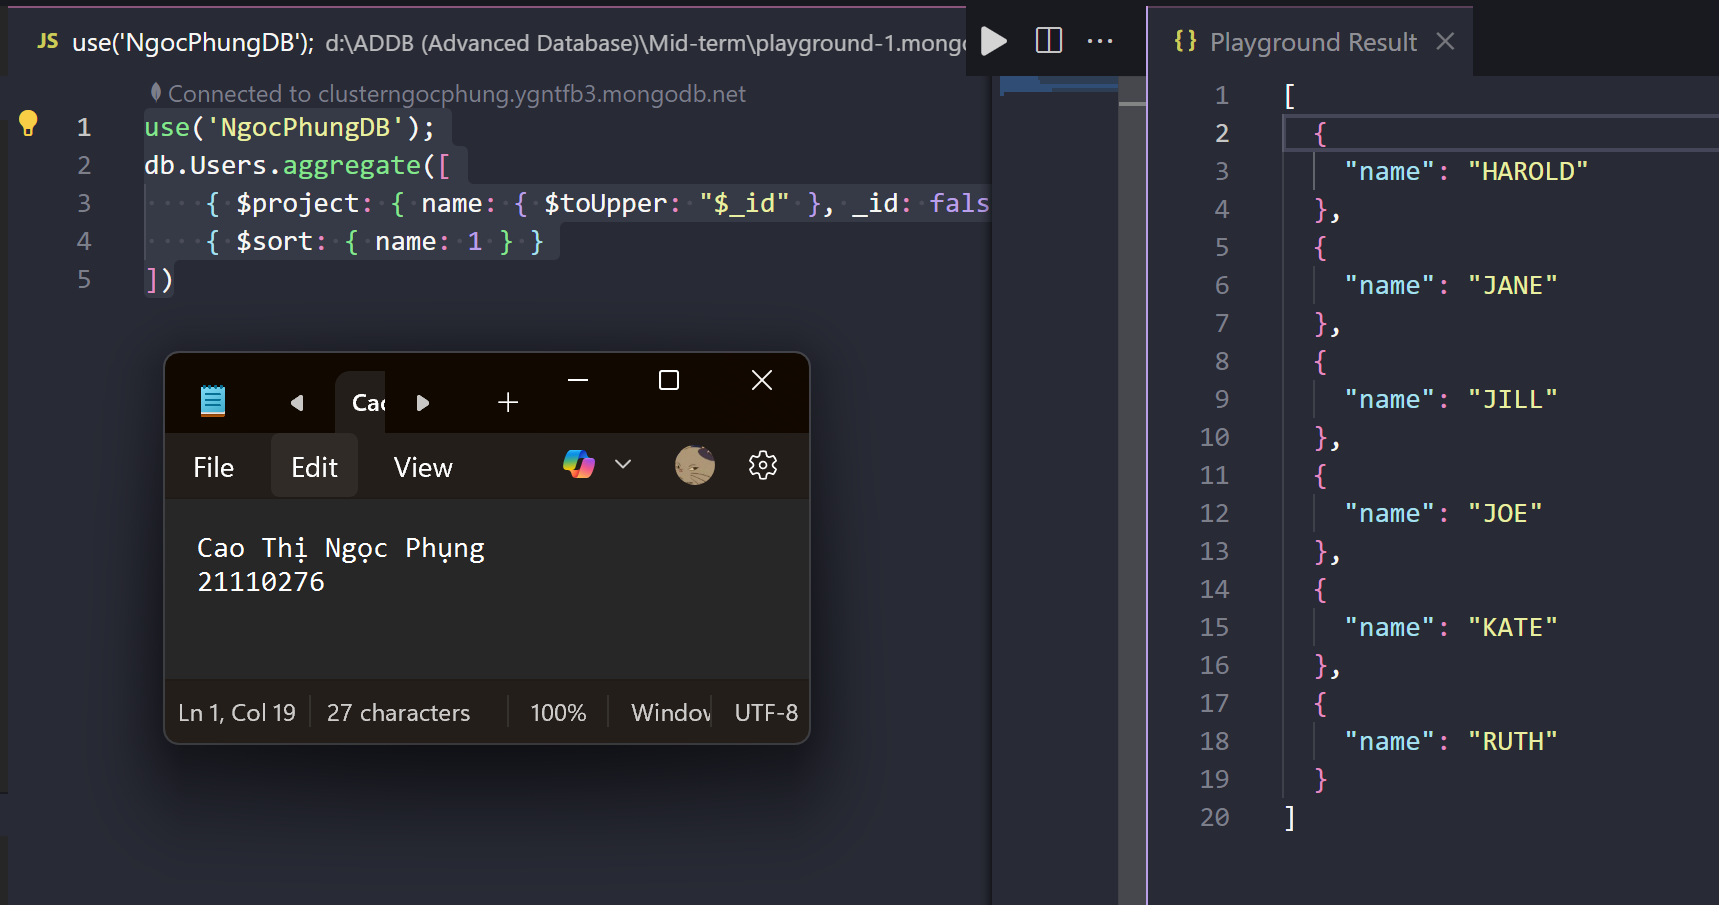 JS use('NgocPhungDB'); d:\ADDB (Advanced Database)\Mid-term\playground-1.mongo
Connected to clusterngocphung.ygntfb3.mongodb.net
1 use('NgocPhungDB');
2 db.Users.aggregate([
3 { $project: { name: { $toUpper: "$_id" }, _id: fals
4 { $sort: { name: 1 } }
5 ])
Cao
File Edit View
Cao Thị Ngọc Phụng
21110276
Ln 1, Col 19 27 characters 100% Window UTF-8
{} Playground Result
1 [
2 {
3 "name": "HAROLD"
4 },
5 {
6 "name": "JANE"
7 },
8 {
9 "name": "JILL"
10 },
11 {
12 "name": "JOE"
13 },
14 {
15 "name": "KATE"
16 },
17 {
18 "name": "RUTH"
19 }
20 ]